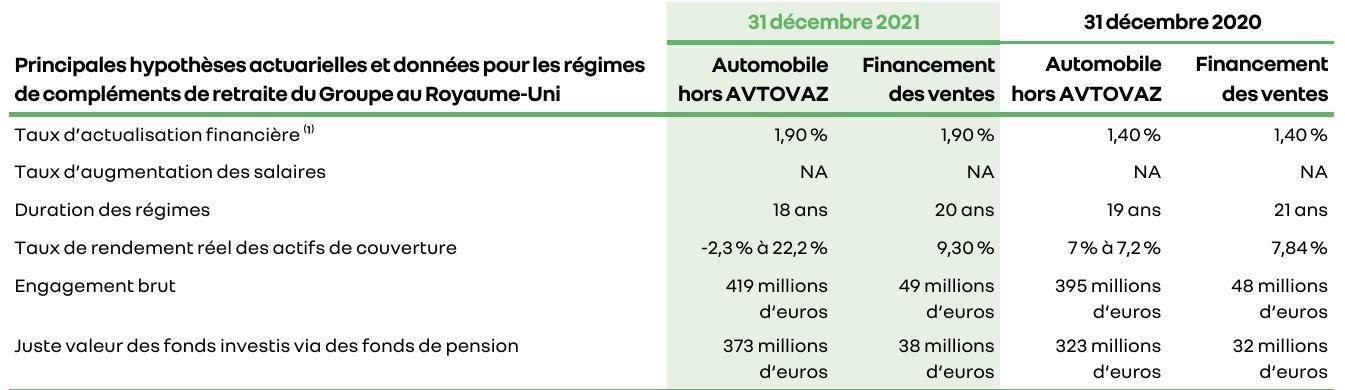 31 décembre 2021 31 décembre 2020
Principales hypothèses actuarielles et données pour les régimes Automobile Financement Automobile Financement
de compléments de retraite du Groupe au Royaume-Uni hors AVTOVAZ des ventes hors AVTOVAZ des ventes
Taux d’actualisation financière (1) 1,90 % 1,90 % 1,40 % 1,40 %
Taux d’augmentation des salaires NA NA NA NA
Duration des régimes 18 ans 20 ans 19 ans 21 ans
Taux de rendement réel des actifs de couverture -2,3 % à 22,2 % 9,30 % 7 % à 7,2 % 7,84 %
Engagement brut 419 millions 49 millions 395 millions 48 millions
d’euros d’euros d’euros d’euros
Juste valeur des fonds investis via des fonds de pension 373 millions 38 millions 323 millions 32 millions
d’euros d’euros d’euros d’euros